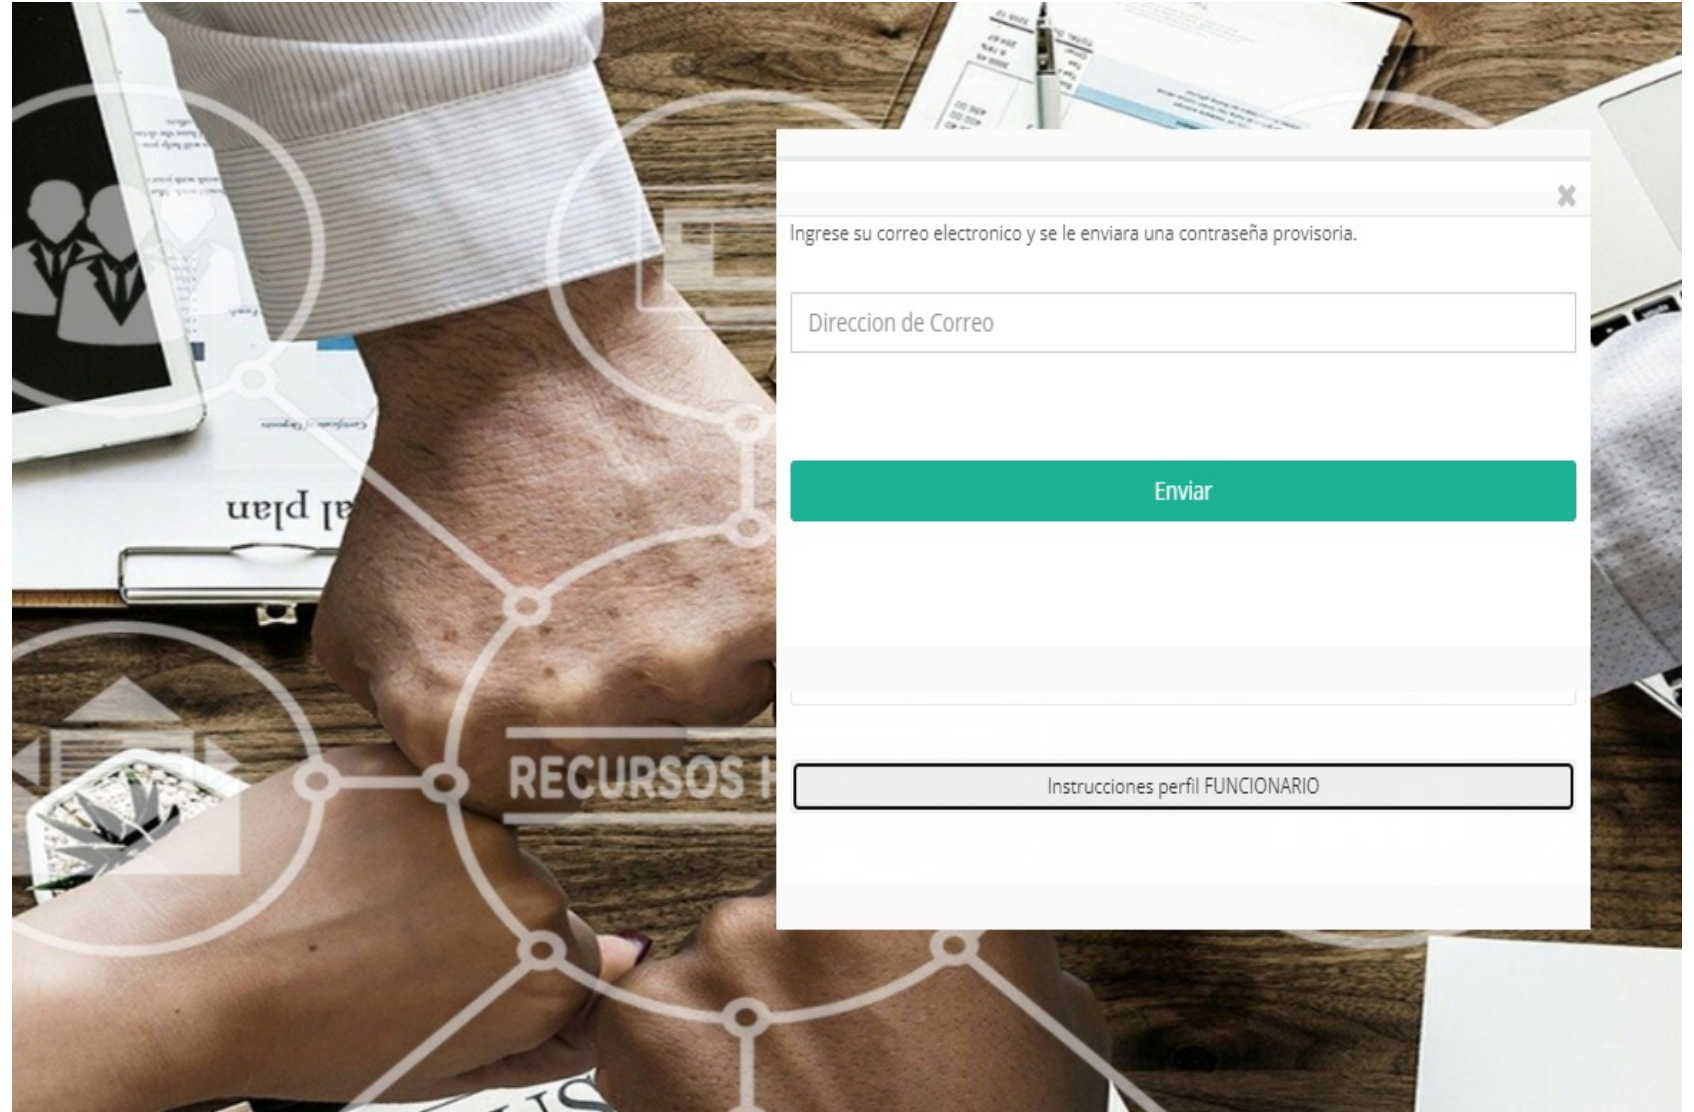 Ingrese su correo electronico y se le enviara una contraseña provisoria.
Direccion de Correo
Enviar
al plan
RECURSOS H
Instrucciones perfil FUNCIONARIO
US